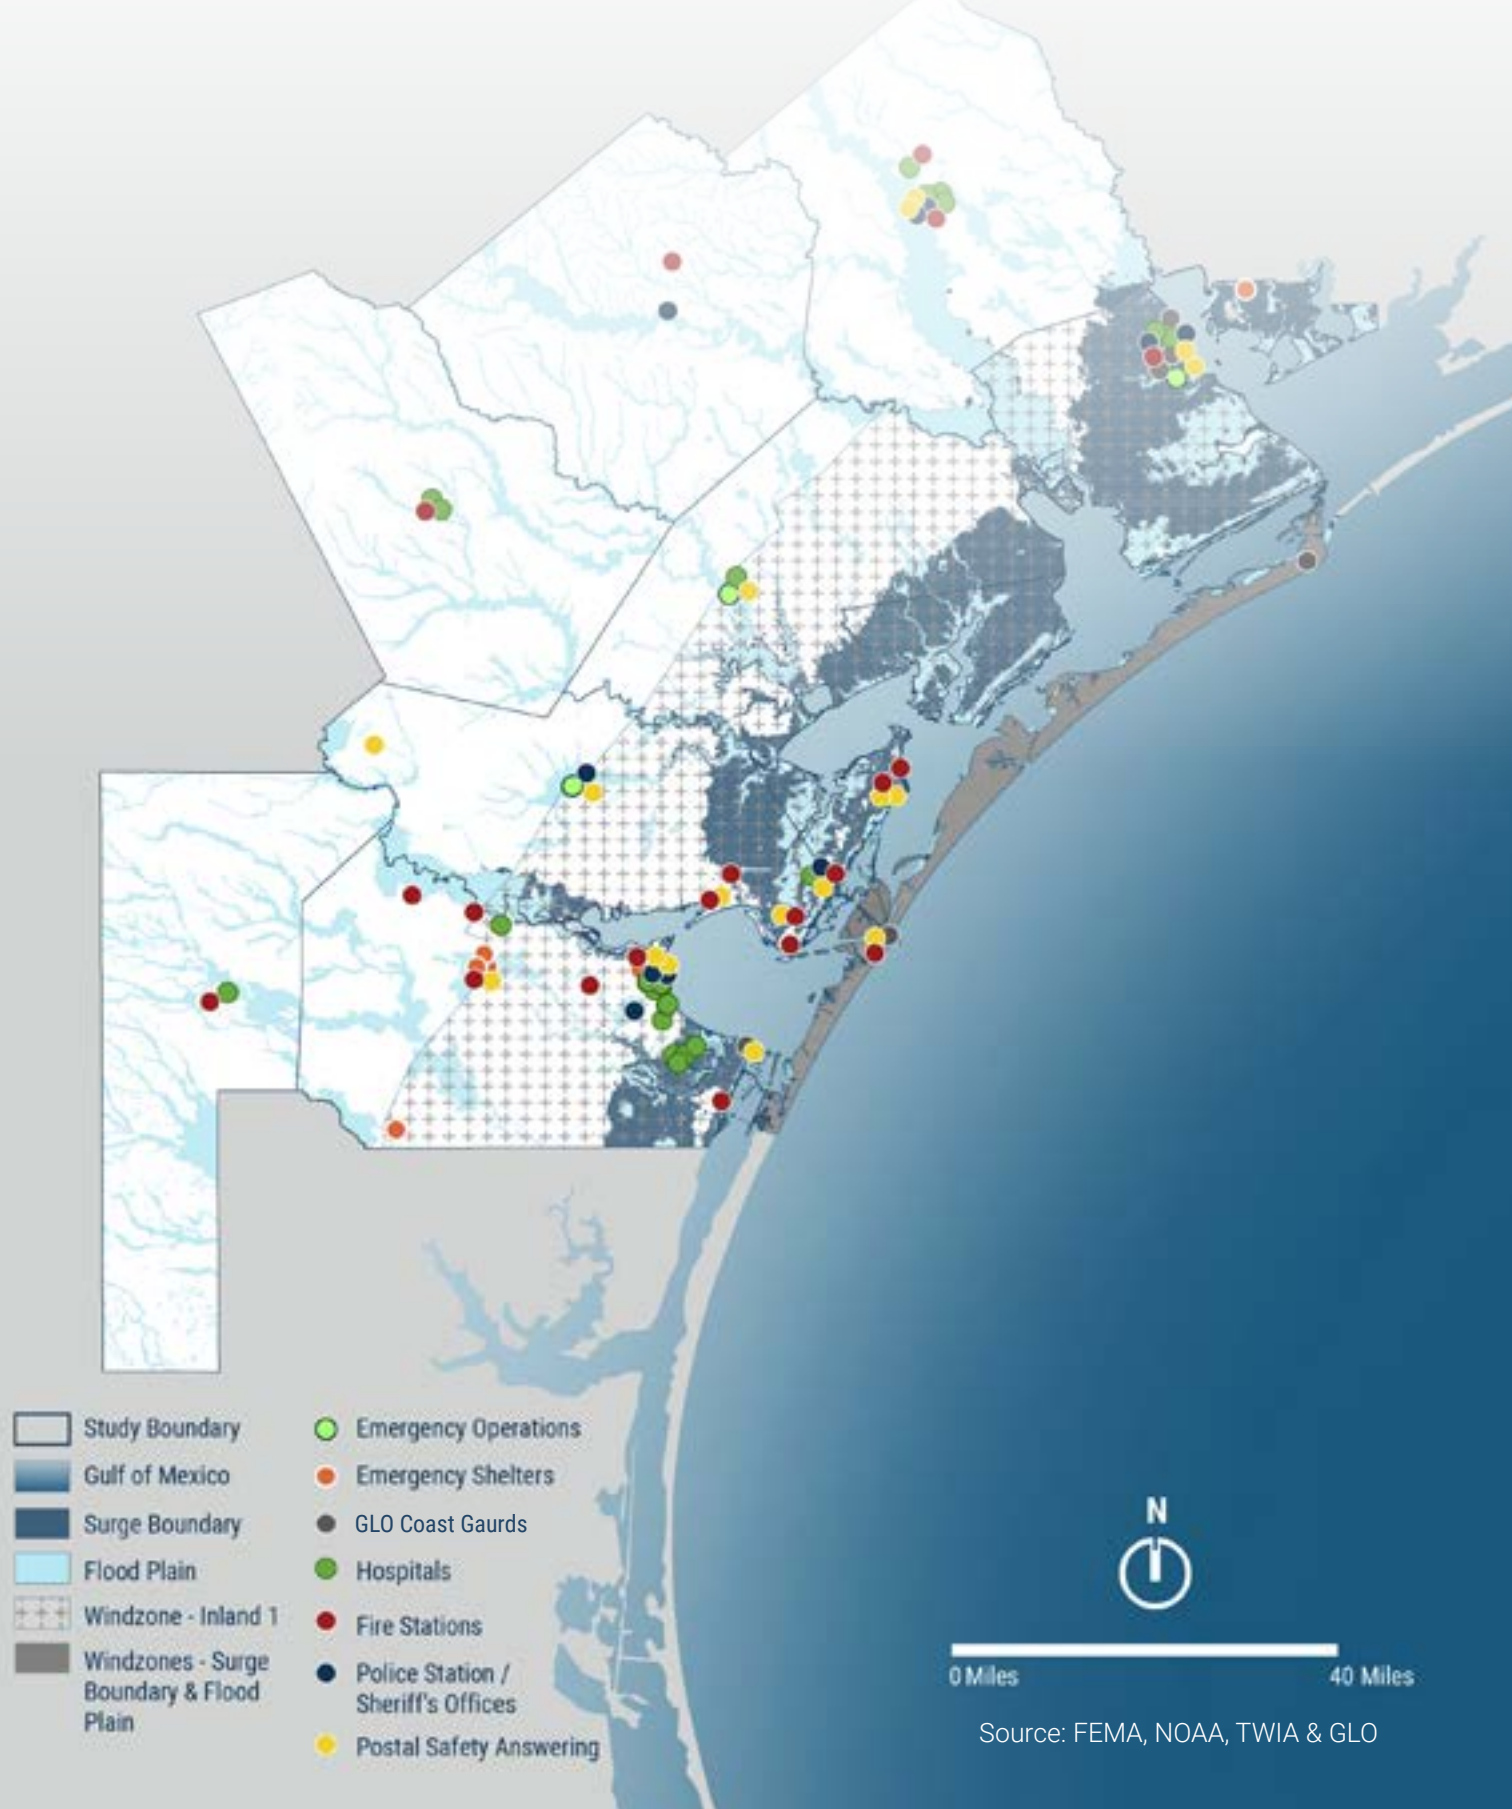 Study Boundary
Gulf of Mexico
Surge Boundary
Flood Plain
Windzone - Inland 1
Windzones - Surge
Boundary & Flood
Plain
Emergency Operations
Emergency Shelters
GLO Coast Gaurds
Hospitals
Fire Stations
Police Station /
Sheriff's Offices
Postal Safety Answering
N
0 Miles
40 Miles
Source: FEMA, NOAA, TWIA & GLO